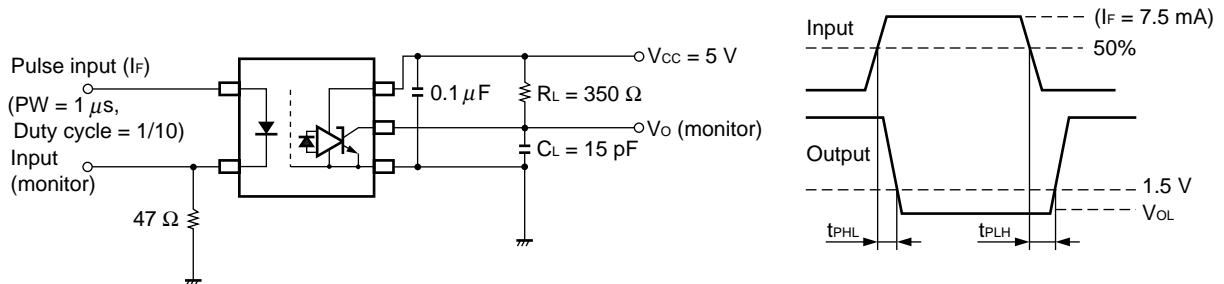 Pulse input (IF)
(PW = 1 μs,
Duty cycle = 1/10)
Input
(monitor)
47 Ω
0.1 μF
VCC = 5 V
RL = 350 Ω
VO (monitor)
CL = 15 pF
Input
(IF = 7.5 mA)
50%
Output
1.5 V
VOL
tPHL
tPLH